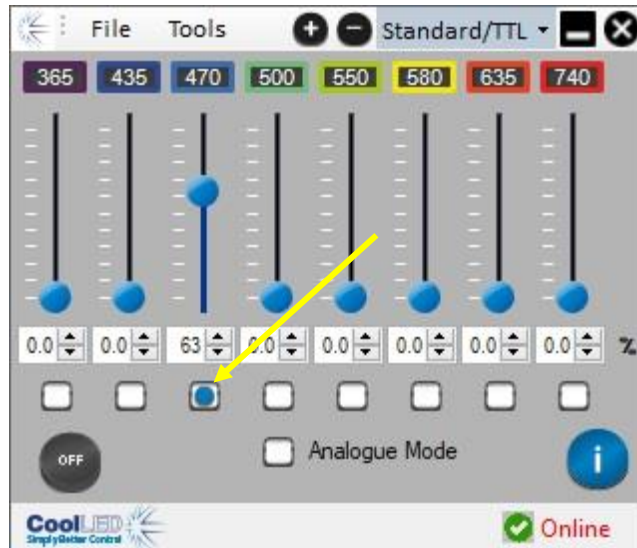 File Tools Standard/TTL
365 435 470 500 550 580 635 740
0.0 0.0 63 0.0 0.0 0.0 0.0 0.0 %
Analogue Mode
OFF i
CoolLED
Simply Better Control
Online